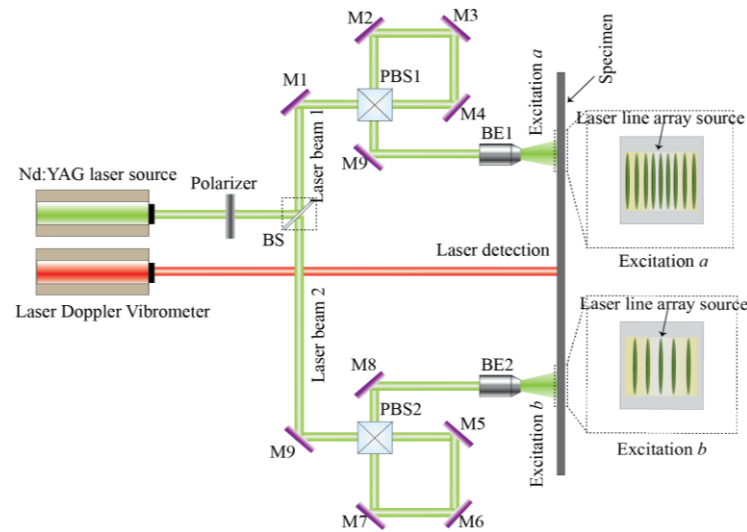 M2
M3
M1
PBS1
M4
M9
BE1
Excitation a
Specimen
Laser line array source
Excitation a
Nd:YAG laser source
Polarizer
Laser beam 1
BS
Laser detection
Laser Doppler Vibrometer
Laser beam 2
M8
BE2
Laser line array source
PBS2
M5
M9
Excitation b
Excitation b
M7
M6